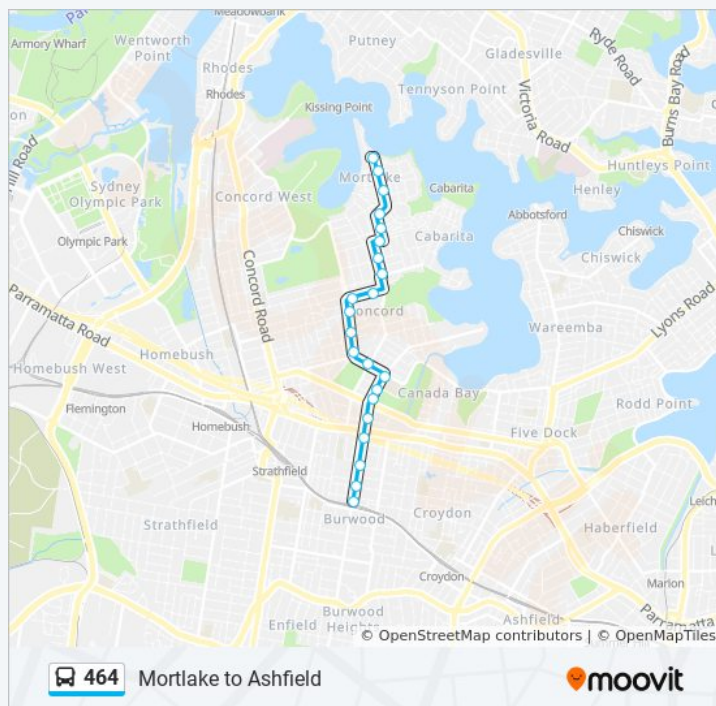 Meadowbank
Putney
Wentworth
Point
Armory Wharf
Rhodes
Rhodes
Gladesville
Ryde Road
Burns Bay Road
Tennyson Point
Kissing Point
Victoria Road
Mortlake
Huntleys Point
Sydney
Olympic Park
Concord West
Cabarita
Henley
Abbotsford
Chiswick
Olympic Park
Cabarita
Chiswick
Concord Road
Parramatta Road
Concord
Wareemba
Lyons Road
Homebush
Homebush West
Canada Bay
Rodd Point
Flemington
Homebush
Five Dock
Strathfield
Croydon
Haberfield
Strathfield
Burwood
Croydon
Marion
Enfield
Burwood
Heights
Ashfield
Parramatta
© OpenStreetMap contributors | © OpenMapTiles
464 Mortlake to Ashfield
moovit